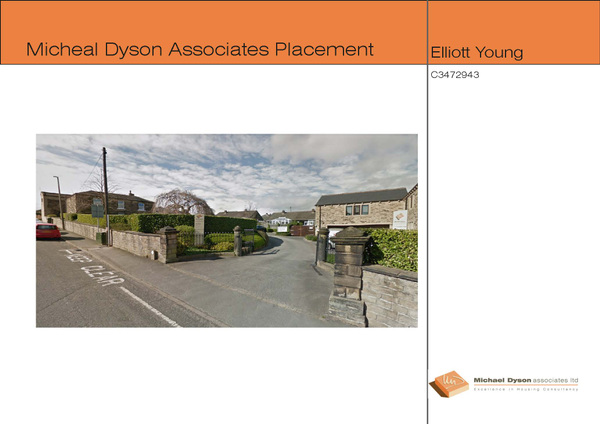 Micheal Dyson Associates Placement
Elliott Young
C3472943
KEEP CLEAR
Michael Dyson associates ltd
Excellence in Housing Consultancy